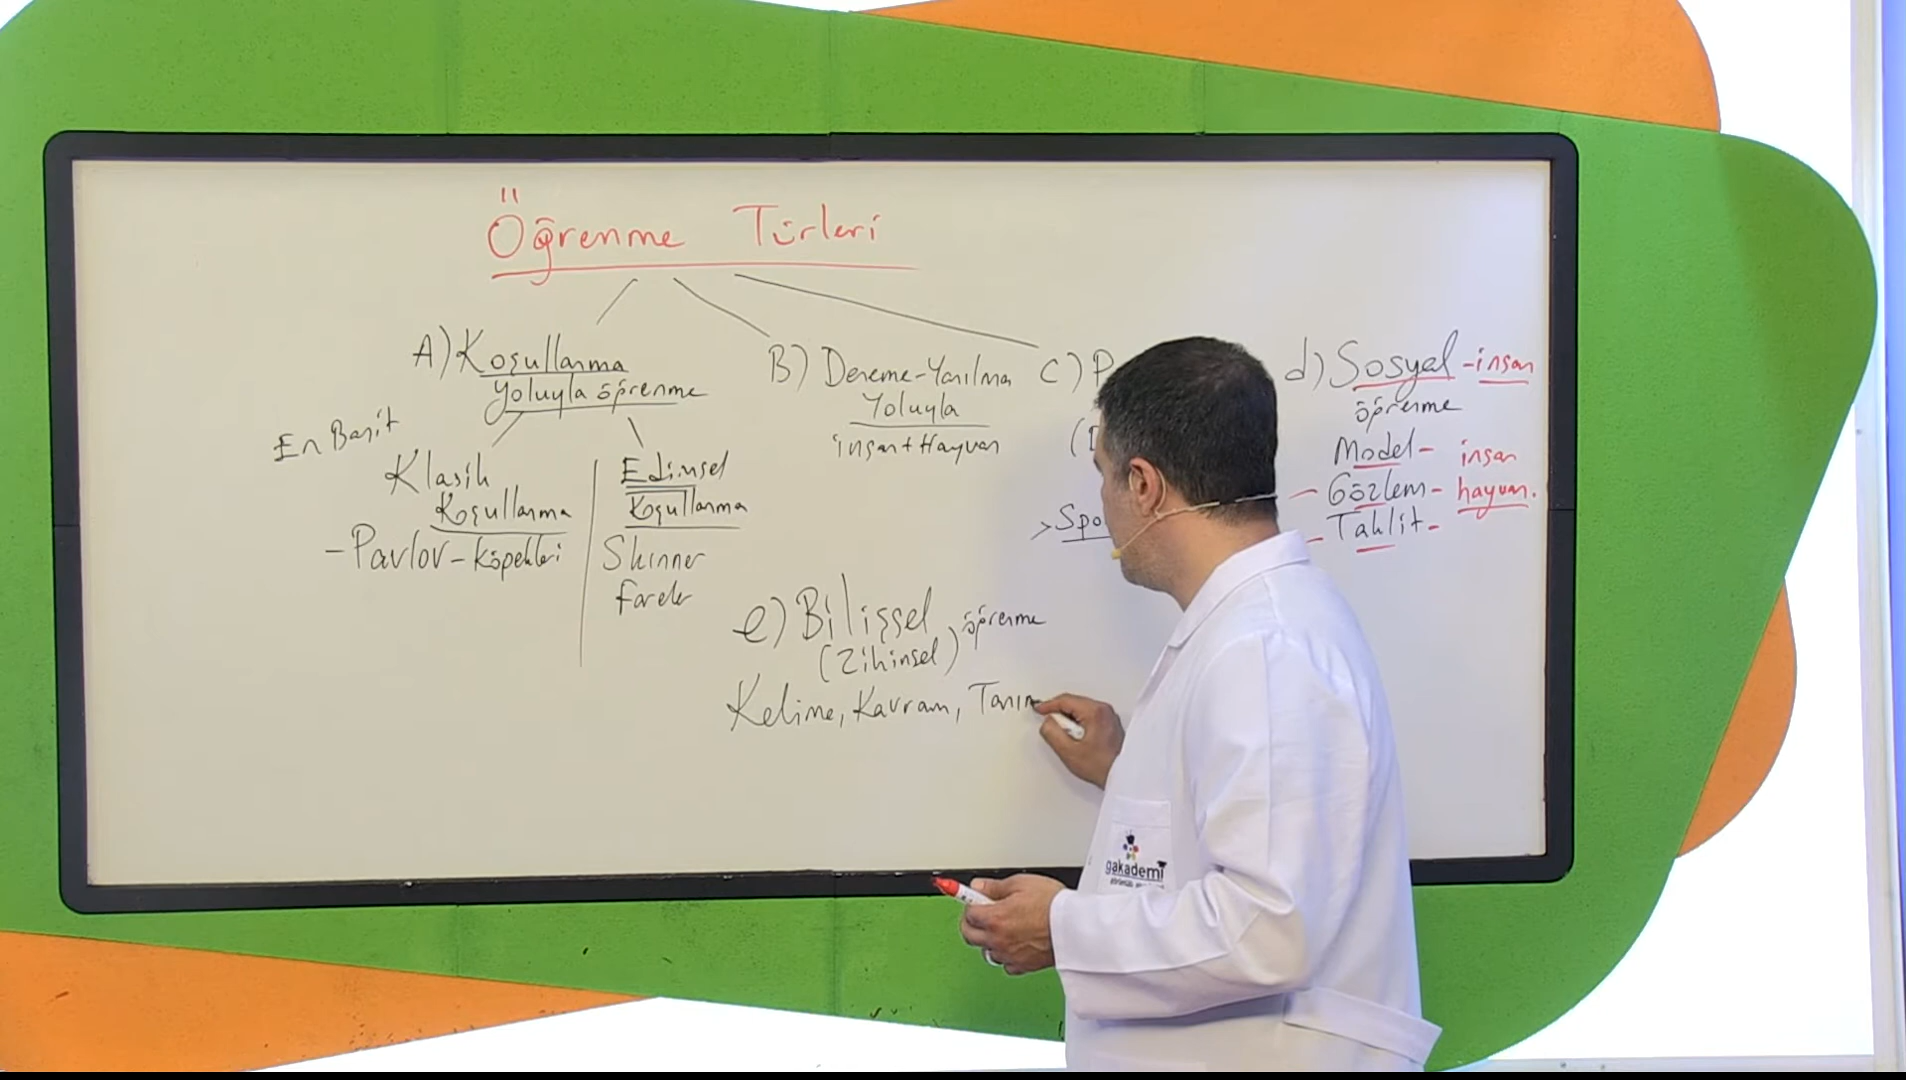 Öğrenme Türleri
A) Koşullanma
Yoluyla öğrenme
En Basit
Klasik
Koşullanma
- Pavlov - köpekleri
Edimsel
Koşullanma
Skinner
fareler
B) Deneme-Yanılma
Yoluyla
insan + Hayvan
C) P
(
> Spo
d) Sosyal - insan
öğrenme
Model - insan
- Gözlem - hayvan.
- Taklit -
e) Bilişsel öğrenme
(Zihinsel)
Kelime, Kavram, Tanım
gakademi